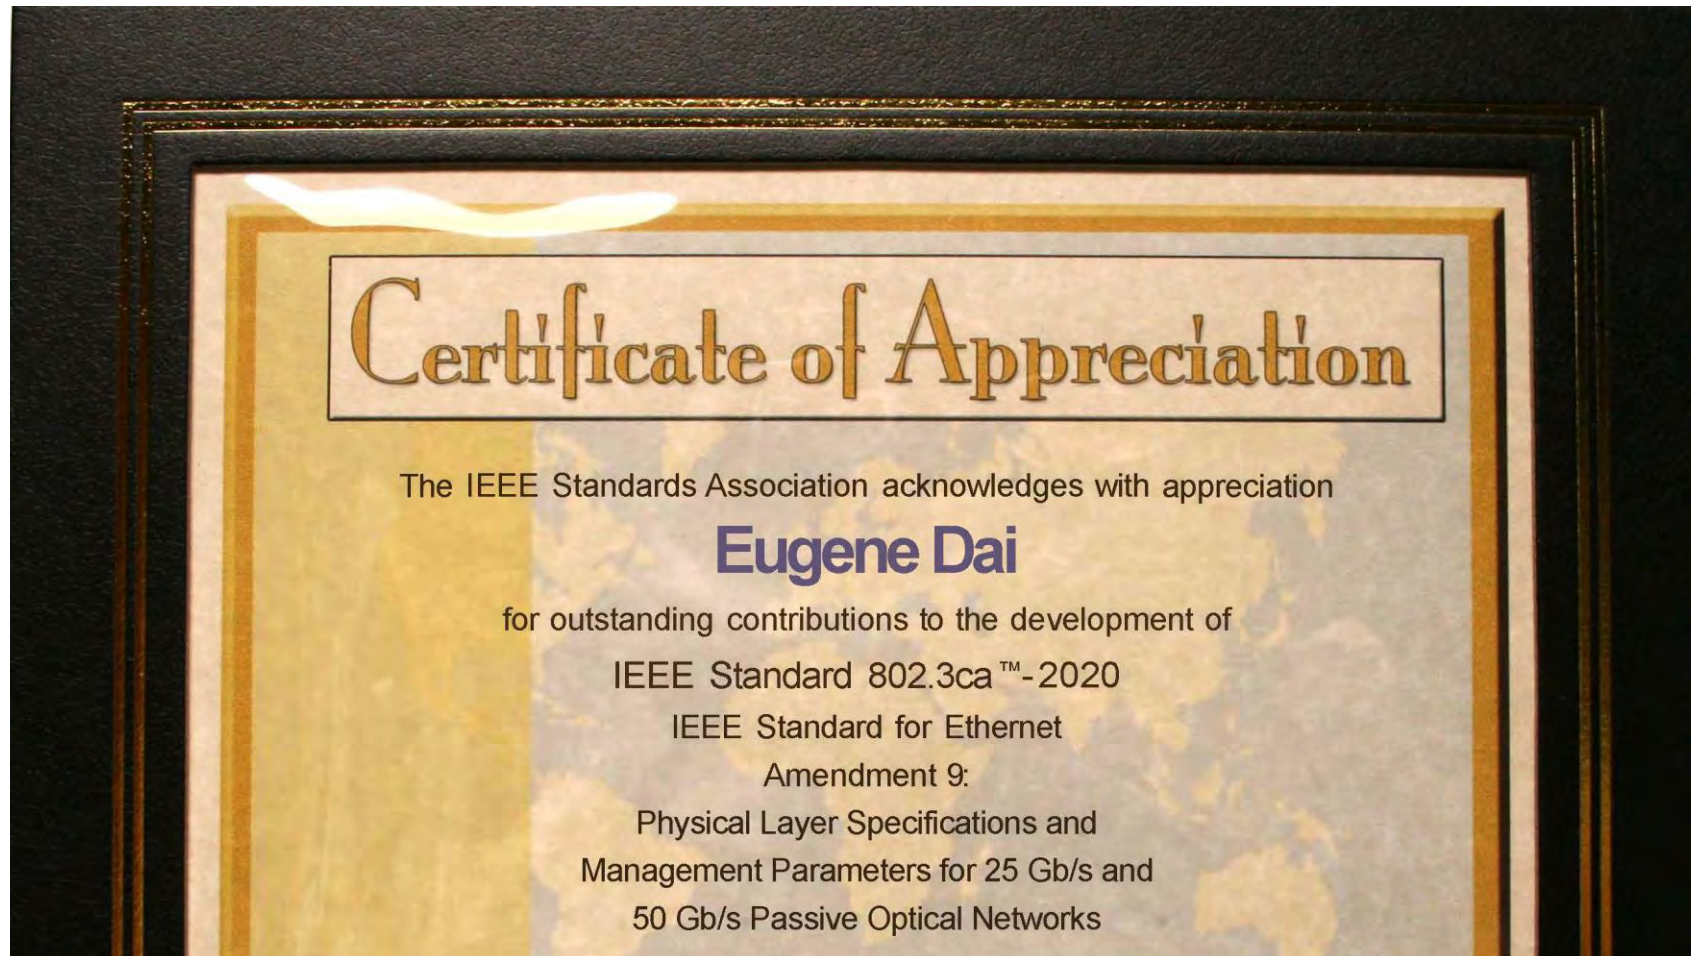 Certificate of Appreciation
The IEEE Standards Association acknowledges with appreciation
Eugene Dai
for outstanding contributions to the development of
IEEE Standard 802.3ca™-2020
IEEE Standard for Ethernet
Amendment 9:
Physical Layer Specifications and
Management Parameters for 25 Gb/s and
50 Gb/s Passive Optical Networks